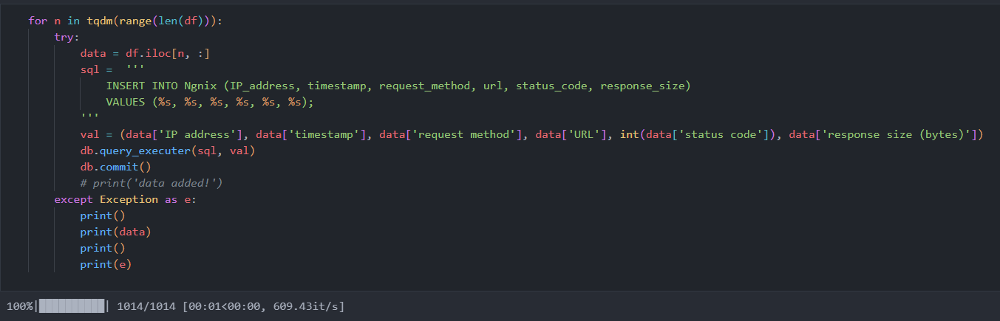 for n in tqdm(range(len(df))):
    try:
        data = df.iloc[n, :]
        sql =  '''
            INSERT INTO Ngnix (IP_address, timestamp, request_method, url, status_code, response_size)
            VALUES (%s, %s, %s, %s, %s, %s);
        '''
        val = (data['IP address'], data['timestamp'], data['request method'], data['URL'], int(data['status code']), data['response size (bytes)'])
        db.query_executer(sql, val)
        db.commit()
        # print('data added!')
    except Exception as e:
        print()
        print(data)
        print()
        print(e)
100%|██████████| 1014/1014 [00:01<00:00, 609.43it/s]